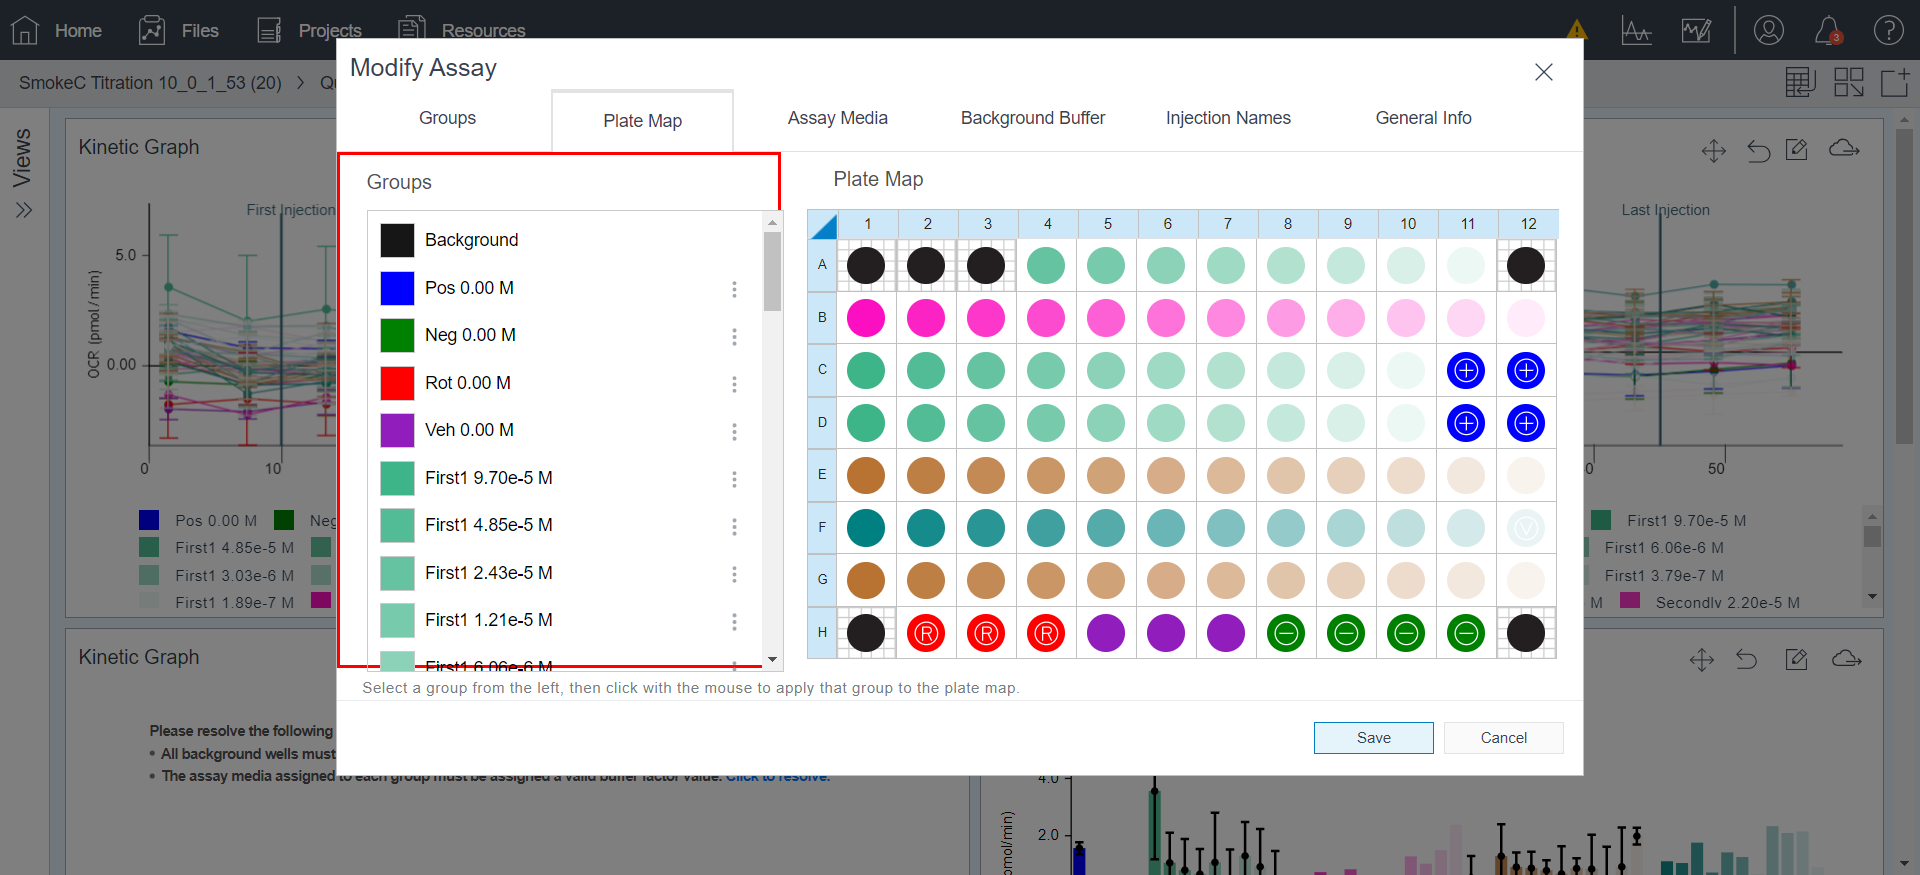 Home
Files
Projects
Resources
3
SmokeC Titration 10_0_1_53 (20)
Views
Modify Assay
Groups
Plate Map
Assay Media
Background Buffer
Injection Names
General Info
Groups
Background
Pos 0.00 M
Neg 0.00 M
Rot 0.00 M
Veh 0.00 M
First1 9.70e-5 M
First1 4.85e-5 M
First1 2.43e-5 M
First1 1.21e-5 M
First1 6.06e-6 M
Plate Map
1 2 3 4 5 6 7 8 9 10 11 12
A
B
C
D
E
F
V
G
H
R R R
Select a group from the left, then click with the mouse to apply that group to the plate map.
Save
Cancel
Kinetic Graph
First Injection
OCR (pmol/min)
5.0
0.00
0
10
Pos 0.00 M
Neg
First1 4.85e-5 M
First1 3.03e-6 M
First1 1.89e-7 M
Last Injection
0
50
First1 9.70e-5 M
First1 6.06e-6 M
First1 3.79e-7 M
M
Secondly 2.20e-5 M
Kinetic Graph
Please resolve the following
• All background wells must
• The assay media assigned to each group must be assigned a valid buffer factor value. Click to resolve.
4.0
2.0